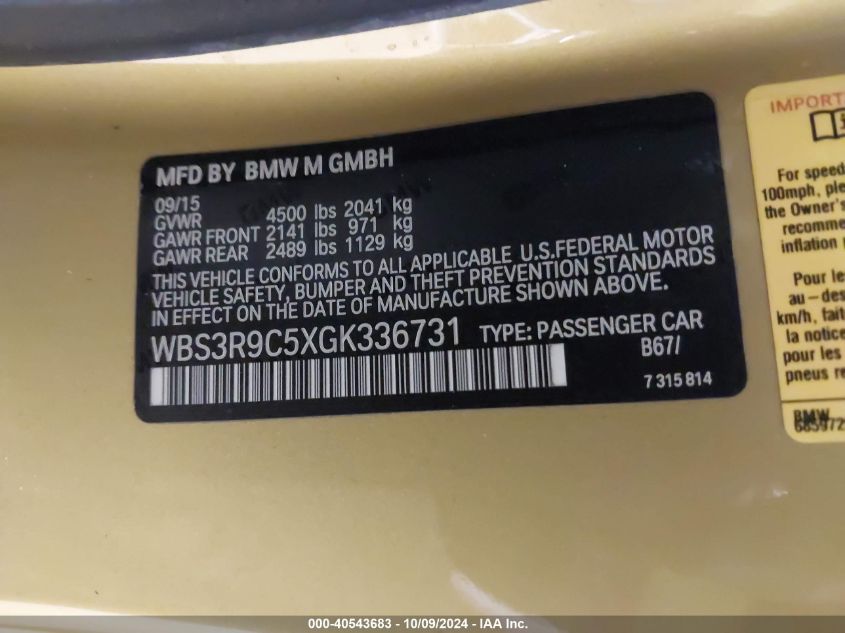 MFD BY BMW M GMBH
09/15
GVWR 4500 lbs 2041 kg
GAWR FRONT 2141 lbs 971 kg
GAWR REAR 2489 lbs 1129 kg
THIS VEHICLE CONFORMS TO ALL APPLICABLE U.S.FEDERAL MOTOR
VEHICLE SAFETY, BUMPER AND THEFT PREVENTION STANDARDS
IN EFFECT ON THE DATE OF MANUFACTURE SHOWN ABOVE.
WBS3R9C5XGK336731 TYPE: PASSENGER CAR
B67/
7 315 814
IMPORT
For speed
100mph, ple
the Owner's
recomme
inflation
Pour le
au – des
km/h, fait
la notice
pour les
pneus re
BMW
000-40543683 - 10/09/2024 - IAA Inc.